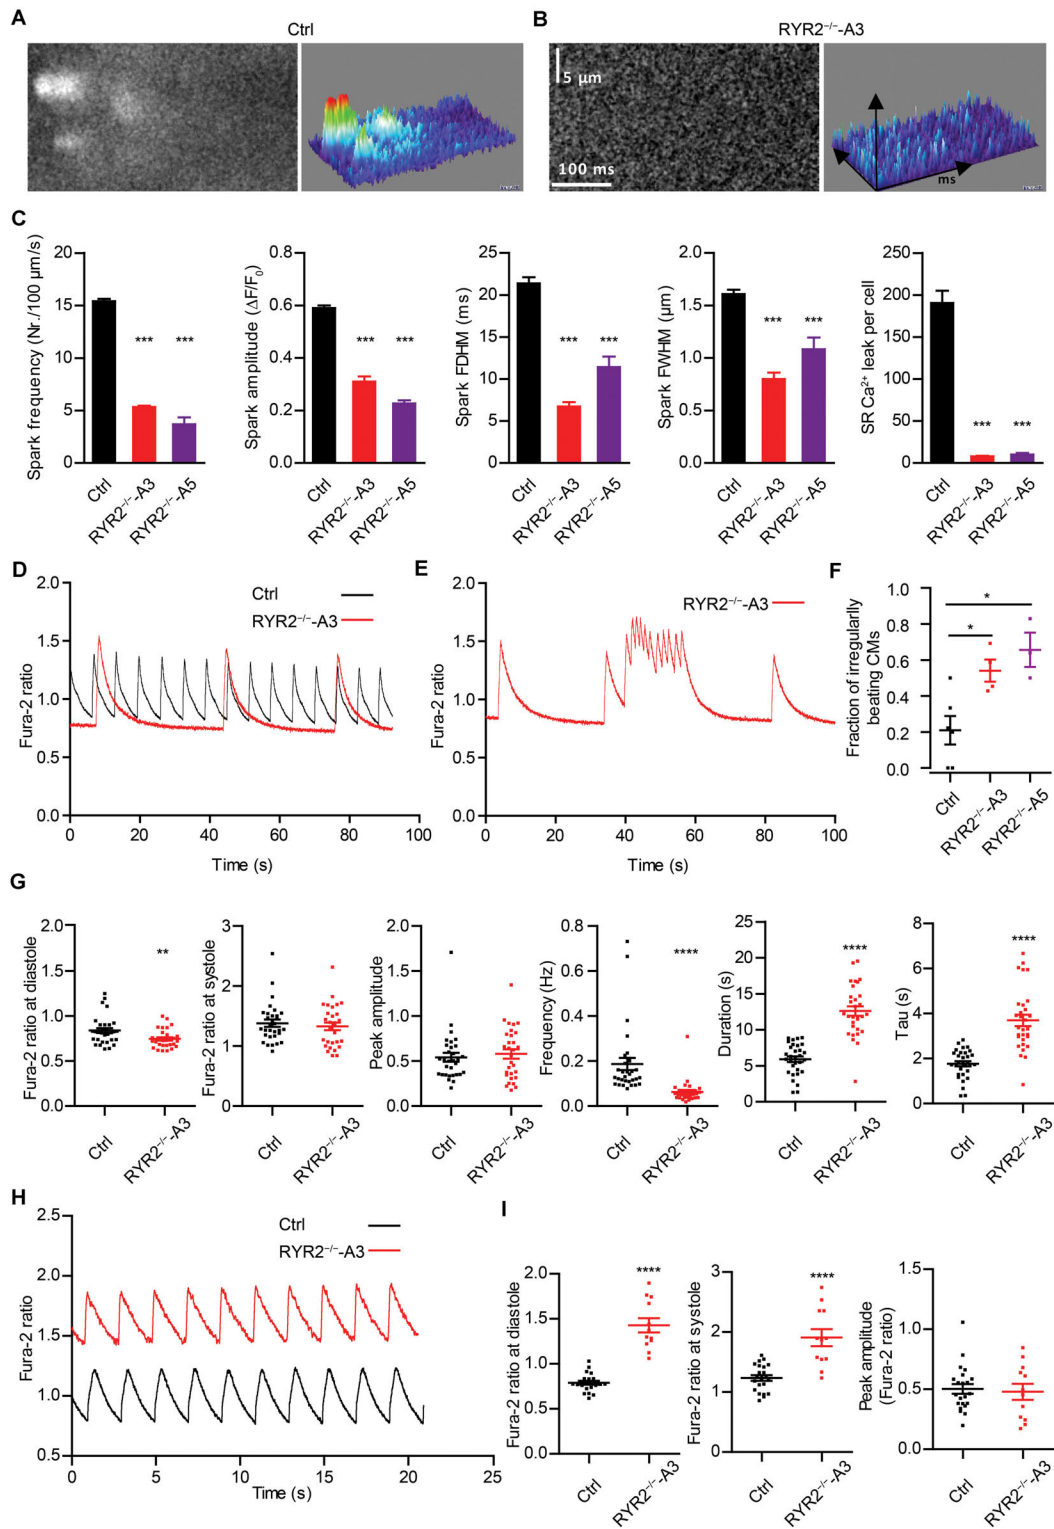 A
Ctrl
B
RYR2⁻/⁻-A3
5 µm
100 ms
ms
C
Spark frequency (Nr./100 µm/s)
20
15
10
5
0
Ctrl
RYR2⁻/⁻-A3
RYR2⁻/⁻-A5
***
***
Spark amplitude (ΔF/F₀)
0.8
0.6
0.4
0.2
0.0
Ctrl
RYR2⁻/⁻-A3
RYR2⁻/⁻-A5
***
***
Spark FDHM (ms)
25
20
15
10
5
0
Ctrl
RYR2⁻/⁻-A3
RYR2⁻/⁻-A5
***
***
Spark FWHM (µm)
2.0
1.5
1.0
0.5
0.0
Ctrl
RYR2⁻/⁻-A3
RYR2⁻/⁻-A5
***
***
SR Ca²⁺ leak per cell
250
200
150
100
50
0
Ctrl
RYR2⁻/⁻-A3
RYR2⁻/⁻-A5
***
***
D
Fura-2 ratio
2.0
1.5
1.0
0.5
0.0
Ctrl
RYR2⁻/⁻-A3
0 20 40 60 80 100
Time (s)
E
Fura-2 ratio
2.0
1.5
1.0
0.5
0.0
RYR2⁻/⁻-A3
0 20 40 60 80 100
Time (s)
F
Fraction of irregularlly
beating CMs
1.0
0.8
0.6
0.4
0.2
0.0
*
*
Ctrl
RYR2⁻/⁻-A3
RYR2⁻/⁻-A5
G
Fura-2 ratio at diastole
2.0
1.5
1.0
0.5
0.0
**
Ctrl
RYR2⁻/⁻-A3
Fura-2 ratio at systole
3
2
1
0
Ctrl
RYR2⁻/⁻-A3
Peak amplitude
2.0
1.5
1.0
0.5
0.0
Ctrl
RYR2⁻/⁻-A3
Frequency (Hz)
0.8
0.6
0.4
0.2
0.0
****
Ctrl
RYR2⁻/⁻-A3
Duration (s)
25
20
15
10
5
0
****
Ctrl
RYR2⁻/⁻-A3
Tau (s)
8
6
4
2
0
****
Ctrl
RYR2⁻/⁻-A3
H
Fura-2 ratio
2.5
2.0
1.5
1.0
0.5
Ctrl
RYR2⁻/⁻-A3
0 5 10 15 20 25
Time (s)
I
Fura-2 ratio at diastole
2.0
1.5
1.0
0.5
0.0
****
Ctrl
RYR2⁻/⁻-A3
Fura-2 ratio at systole
3
2
1
0
****
Ctrl
RYR2⁻/⁻-A3
Peak amplitude
(Fura-2 ratio)
1.5
1.0
0.5
0.0
Ctrl
RYR2⁻/⁻-A3